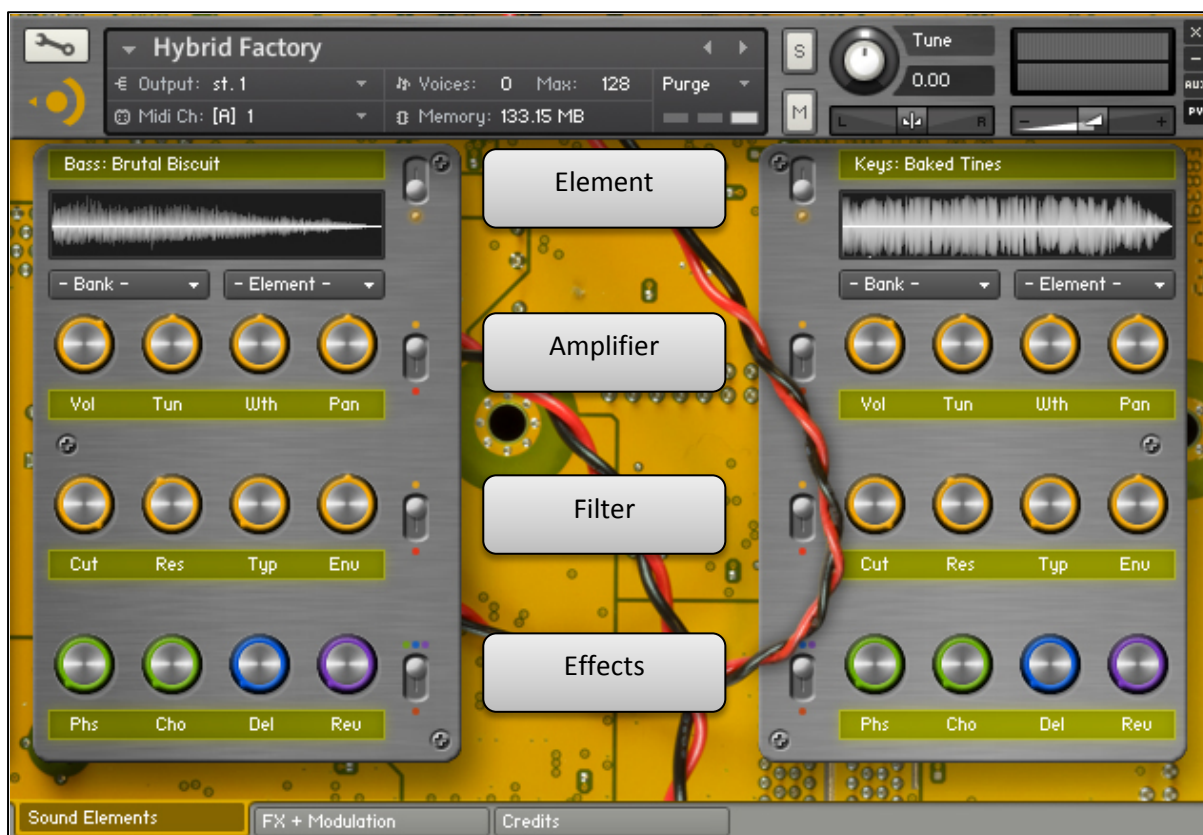 Hybrid Factory
Output: st. 1
Voices: 0 Max: 128
Purge
Midi Ch: [A] 1
Memory: 133.15 MB
S
M
Tune
0.00
L
R
-
+
×
-
AUX
PV
Bass: Brutal Biscuit
- Bank -
- Element -
Vol Tun Wth Pan
Cut Res Typ Env
Phs Cho Del Rev
Element
Amplifier
Filter
Effects
Keys: Baked Tines
- Bank -
- Element -
Vol Tun Wth Pan
Cut Res Typ Env
Phs Cho Del Rev
Sound Elements
FX + Modulation
Credits